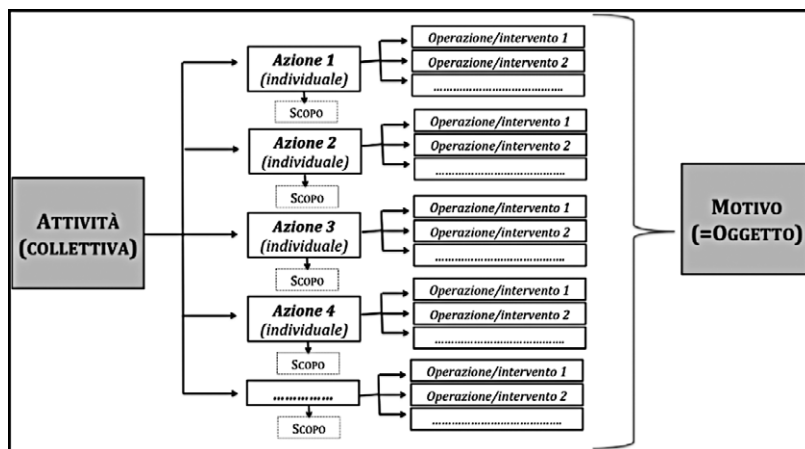 ATTIVITÀ
(COLLETTIVA)
Azione 1
(individuale)
SCOPO
Operazione/intervento 1
Operazione/intervento 2
……………………………………
Azione 2
(individuale)
SCOPO
Operazione/intervento 1
Operazione/intervento 2
……………………………………
Azione 3
(individuale)
SCOPO
Operazione/intervento 1
Operazione/intervento 2
……………………………………
Azione 4
(individuale)
SCOPO
Operazione/intervento 1
Operazione/intervento 2
……………………………………
……………
SCOPO
Operazione/intervento 1
Operazione/intervento 2
……………………………………
MOTIVO
(=OGGETTO)